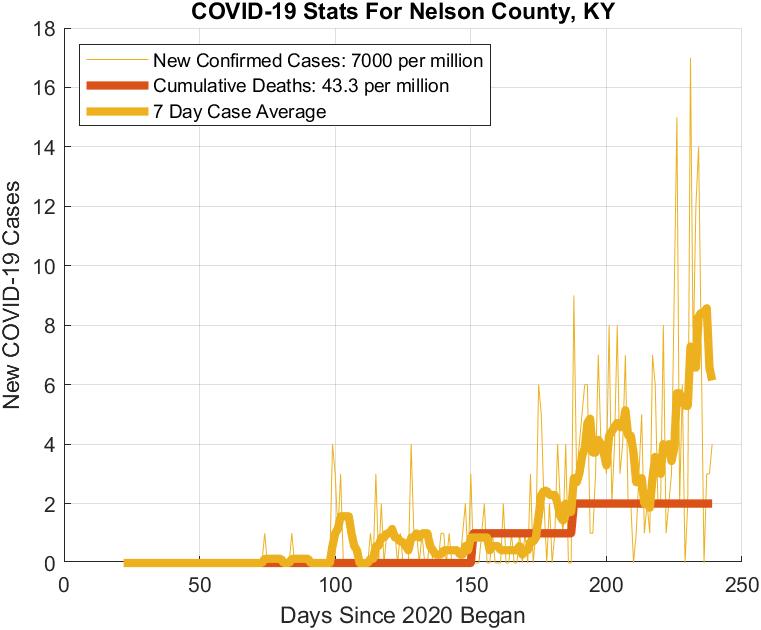 COVID-19 Stats For Nelson County, KY
New Confirmed Cases: 7000 per million
Cumulative Deaths: 43.3 per million
7 Day Case Average
New COVID-19 Cases
18
16
14
12
10
8
6
4
2
0
0 50 100 150 200 250
Days Since 2020 Began